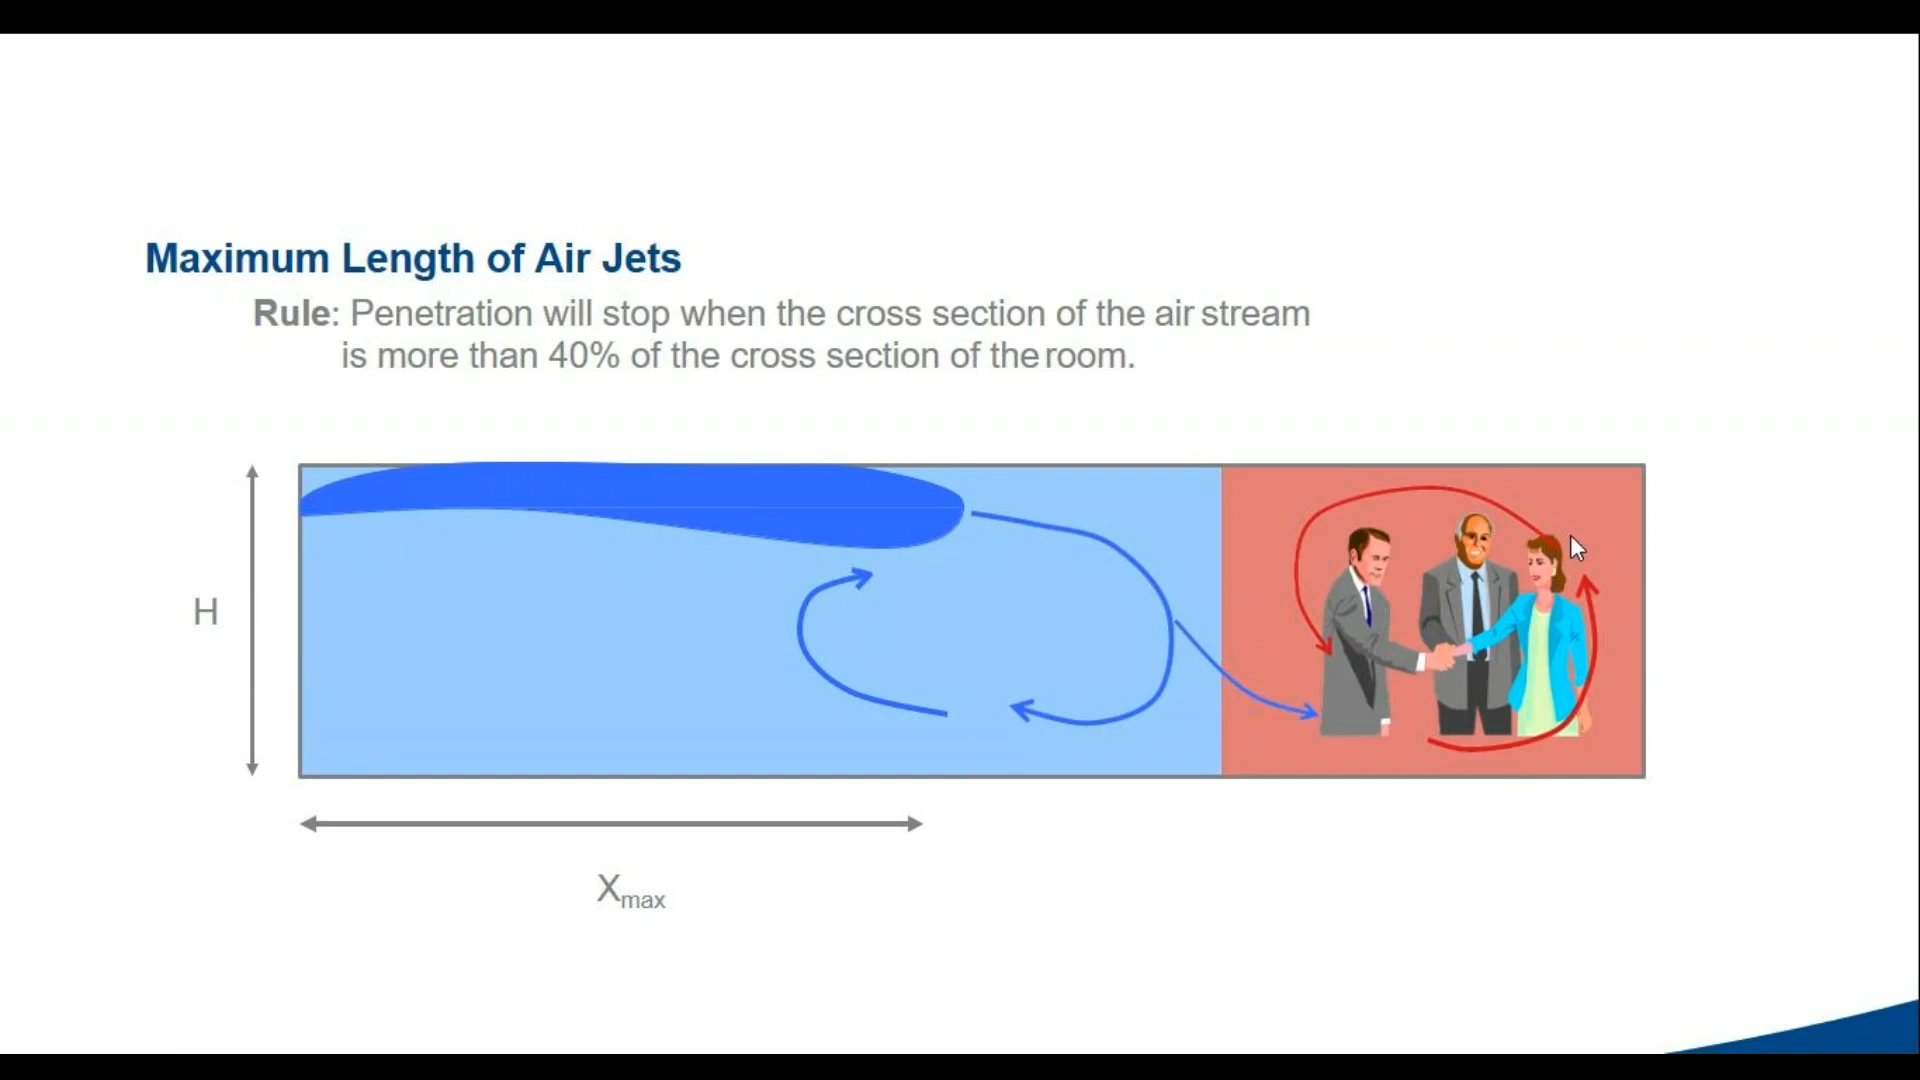 Maximum Length of Air Jets
Rule: Penetration will stop when the cross section of the air stream
is more than 40% of the cross section of the room.
H
Xmax